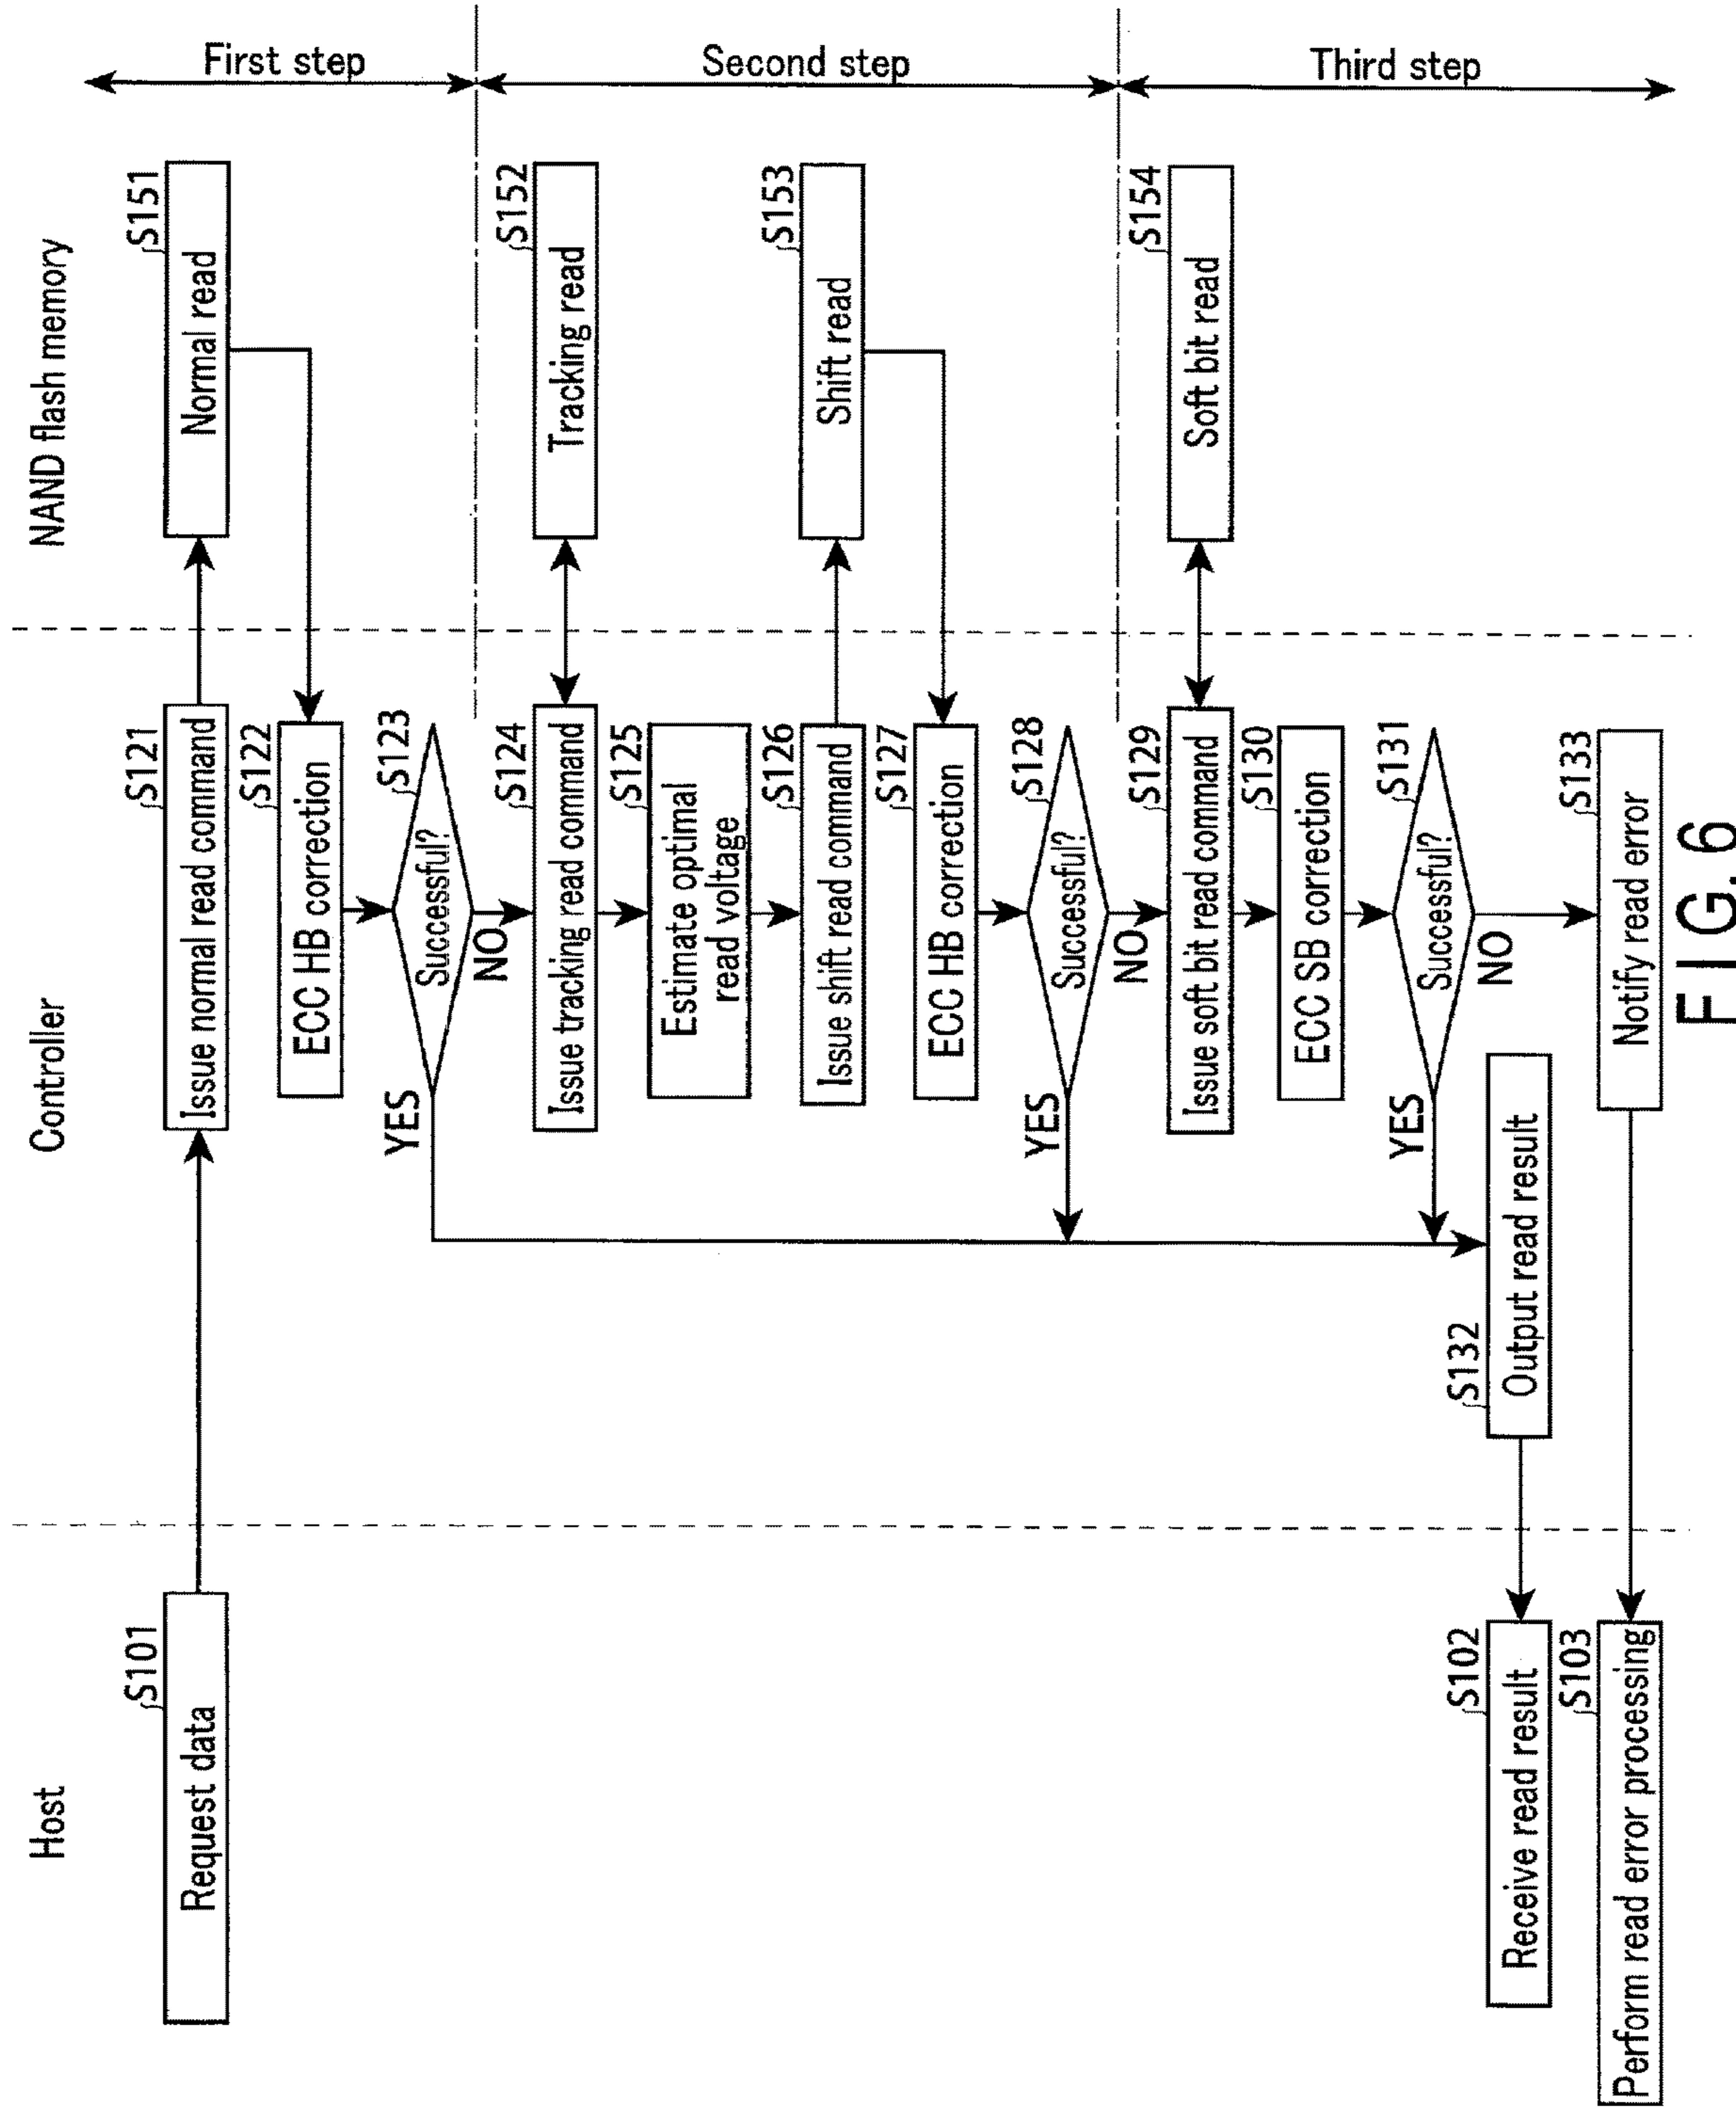 Host
Controller
NAND flash memory
First step
S101
Request data
S121
Issue normal read command
S151
Normal read
S122
ECC HB correction
S123
Successful?
YES
NO
Second step
S124
Issue tracking read command
S152
Tracking read
S125
Estimate optimal
read voltage
S126
Issue shift read command
S153
Shift read
S127
ECC HB correction
S128
Successful?
YES
NO
Third step
S129
Issue soft bit read command
S154
Soft bit read
S130
ECC SB correction
S131
Successful?
YES
NO
S132
Output read result
S102
Receive read result
S133
Notify read error
S103
Perform read error processing
FIG. 6